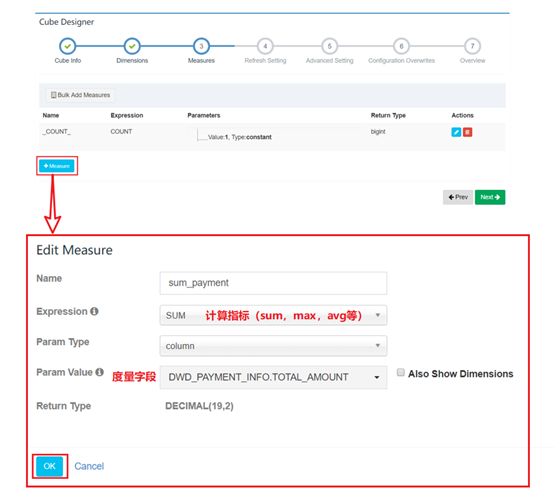 Cube Designer
3
4
5
6
7
Cube Info
Dimensions
Measures
Refresh Setting
Advanced Setting
Configuration Overwrites
Overview
Bulk Add Measures
Name Expression Parameters Return Type Actions
_COUNT_ COUNT Value:1, Type:constant bigint
+ Measure
← Prev
Next →
Edit Measure
Name sum_payment
Expression SUM 计算指标（sum，max，avg等）
Param Type column
Param Value 度量字段 DWD_PAYMENT_INFO.TOTAL_AMOUNT Also Show Dimensions
Return Type DECIMAL(19,2)
OK Cancel